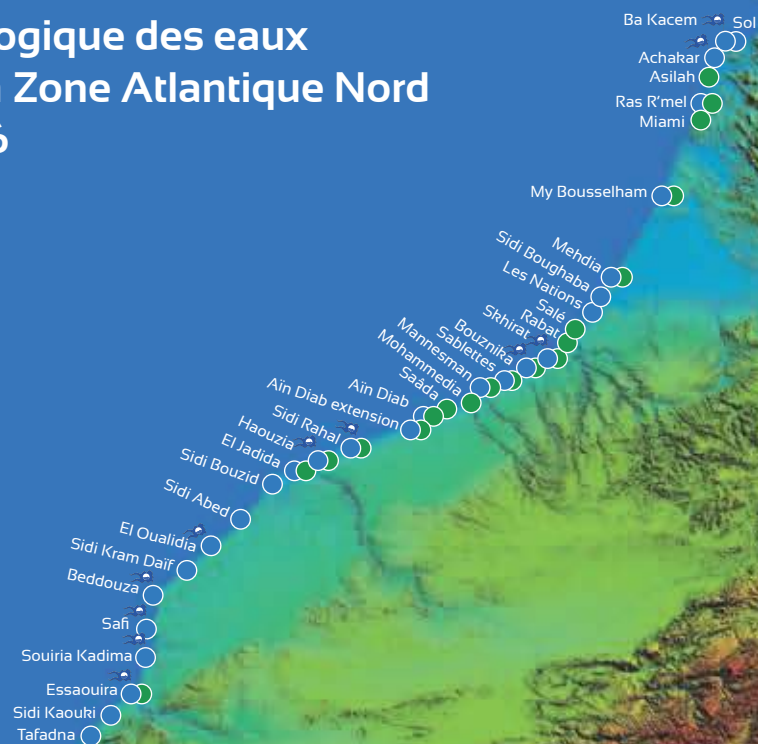 ogique des eaux
Zone Atlantique Nord
Ba Kacem
Sol
Achakar
Asilah
Ras R'mel
Miami
My Bousselham
Mehdia
Sidi Boughaba
Les Nations
Salé
Rabat
Skhirat
Bouznika
Sablettes
Mannesman
Mohammedia
Saâda
Aïn Diab
Aïn Diab extension
Sidi Rahal
Haouzia
El Jadida
Sidi Bouzid
Sidi Abed
El Oualidia
Sidi Kram Daïf
Beddouza
Safi
Souiria Kadima
Essaouira
Sidi Kaouki
Tafadna